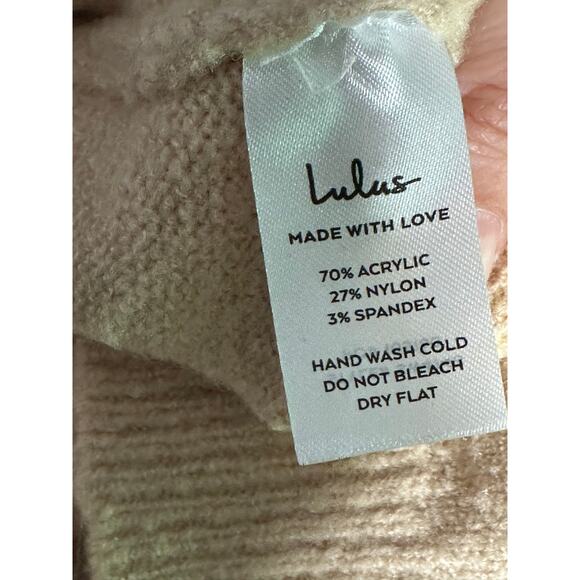 Lulus
MADE WITH LOVE
70% ACRYLIC
27% NYLON
3% SPANDEX
HAND WASH COLD
DO NOT BLEACH
DRY FLAT